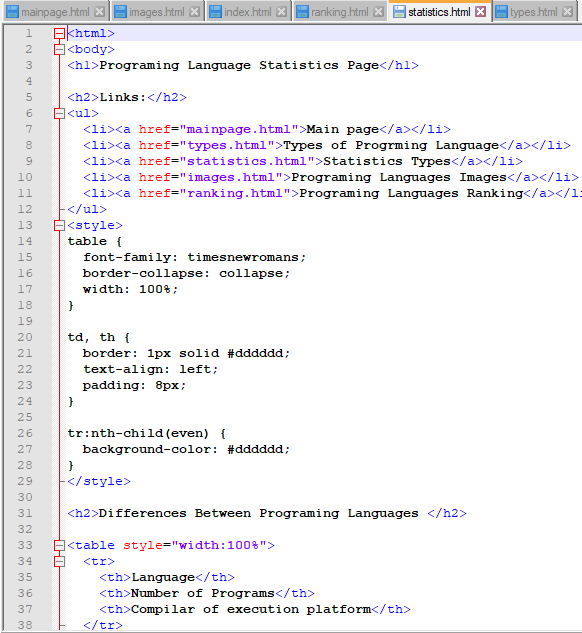 mainpage.html images.html index.html ranking.html statistics.html types.html
1 <html>
2 <body>
3 <h1>Programing Language Statistics Page</h1>
4
5 <h2>Links:</h2>
6 <ul>
7 <li><a href="mainpage.html">Main page</a></li>
8 <li><a href="types.html">Types of Progrming Language</a></li>
9 <li><a href="statistics.html">Statistics Types</a></li>
10 <li><a href="images.html">Programing Languages Images</a></li>
11 <li><a href="ranking.html">Programing Languages Ranking</a></li
12 </ul>
13 <style>
14 table {
15 font-family: timesnewromans;
16 border-collapse: collapse;
17 width: 100%;
18 }
19
20 td, th {
21 border: 1px solid #dddddd;
22 text-align: left;
23 padding: 8px;
24 }
25
26 tr:nth-child(even) {
27 background-color: #dddddd;
28 }
29 </style>
30
31 <h2>Differences Between Programing Languages </h2>
32
33 <table style="width:100%">
34 <tr>
35 <th>Language</th>
36 <th>Number of Programs</th>
37 <th>Compilar of execution platform</th>
38 </tr>